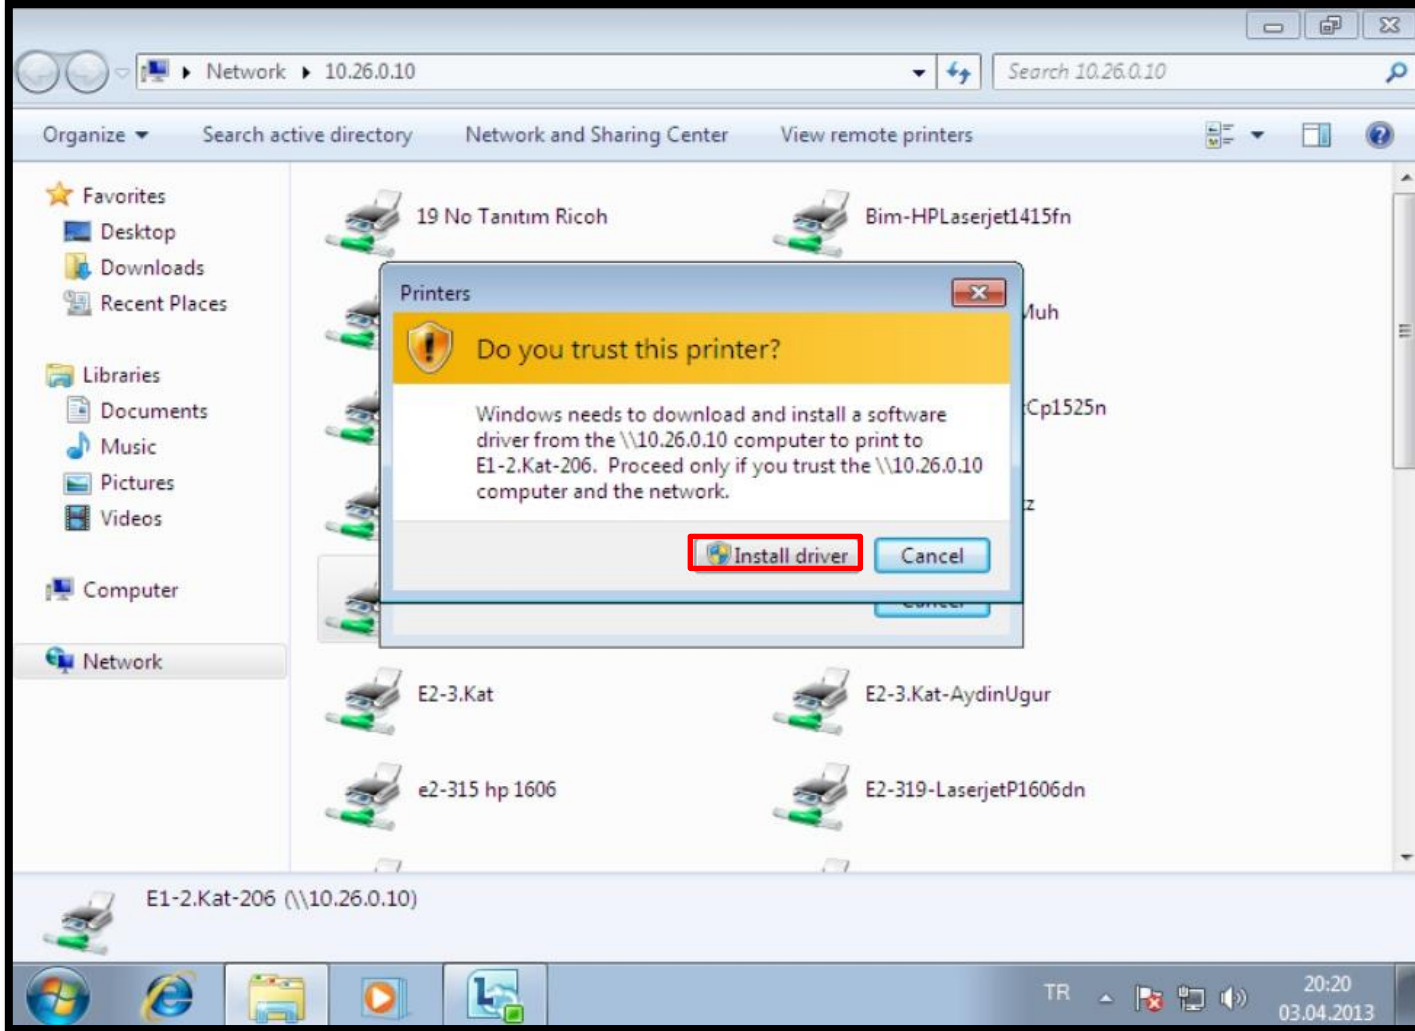 Network ▸ 10.26.0.10
Search 10.26.0.10
Organize
Search active directory
Network and Sharing Center
View remote printers
Favorites
Desktop
Downloads
Recent Places
Libraries
Documents
Music
Pictures
Videos
Computer
Network
19 No Tanıtım Ricoh
Bim-HPLaserjet1415fn
Muh
Cp1525n
Printers
Do you trust this printer?
Windows needs to download and install a software
driver from the \\10.26.0.10 computer to print to
E1-2.Kat-206.  Proceed only if you trust the \\10.26.0.10
computer and the network.
Install driver
Cancel
E2-3.Kat
E2-3.Kat-AydinUgur
e2-315 hp 1606
E2-319-LaserjetP1606dn
E1-2.Kat-206 (\\10.26.0.10)
TR
20:20
03.04.2013